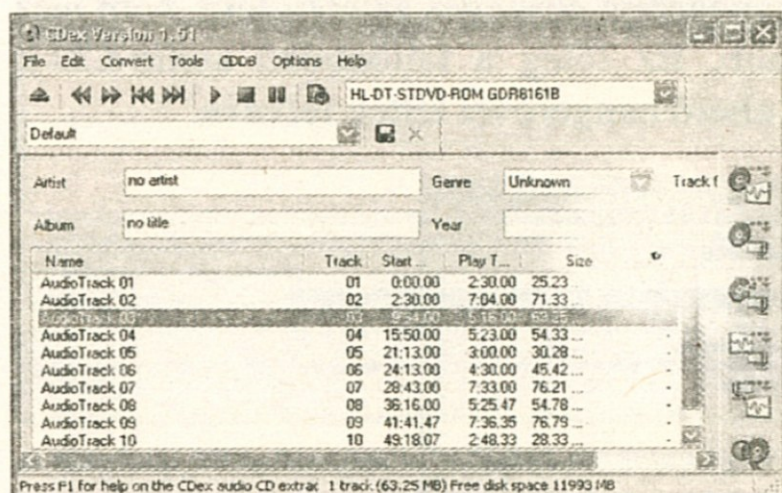 CDex Version 1.51
File Edit Convert Tools CDDB Options Help
HL-DT-STDVD-ROM GDR8161B
Default
Artist no artist Genre Unknown Track f
Album no title Year
Name Track Start ... Play T... Size
AudioTrack 01 01 0:00.00 2:30.00 25.23 ... -
AudioTrack 02 02 2:30.00 7:04.00 71.33 ... -
AudioTrack 03 03 9:34.00
AudioTrack 04 04 15:50.00 5:23.00 54.33 ... -
AudioTrack 05 05 21:13.00 3:00.00 30.28 ... -
AudioTrack 06 06 24:13.00 4:30.00 45.42 ... -
AudioTrack 07 07 28:43.00 7:33.00 76.21 ... -
AudioTrack 08 08 36:16.00 5:25.47 54.78 ... -
AudioTrack 09 09 41:41.47 7:36.35 76.79 ... -
AudioTrack 10 10 49:18.07 2:48.33 28.33 ... -
Press F1 for help on the CDex audio CD extrac 1 track (63.25 MB) Free disk space 11993 MB